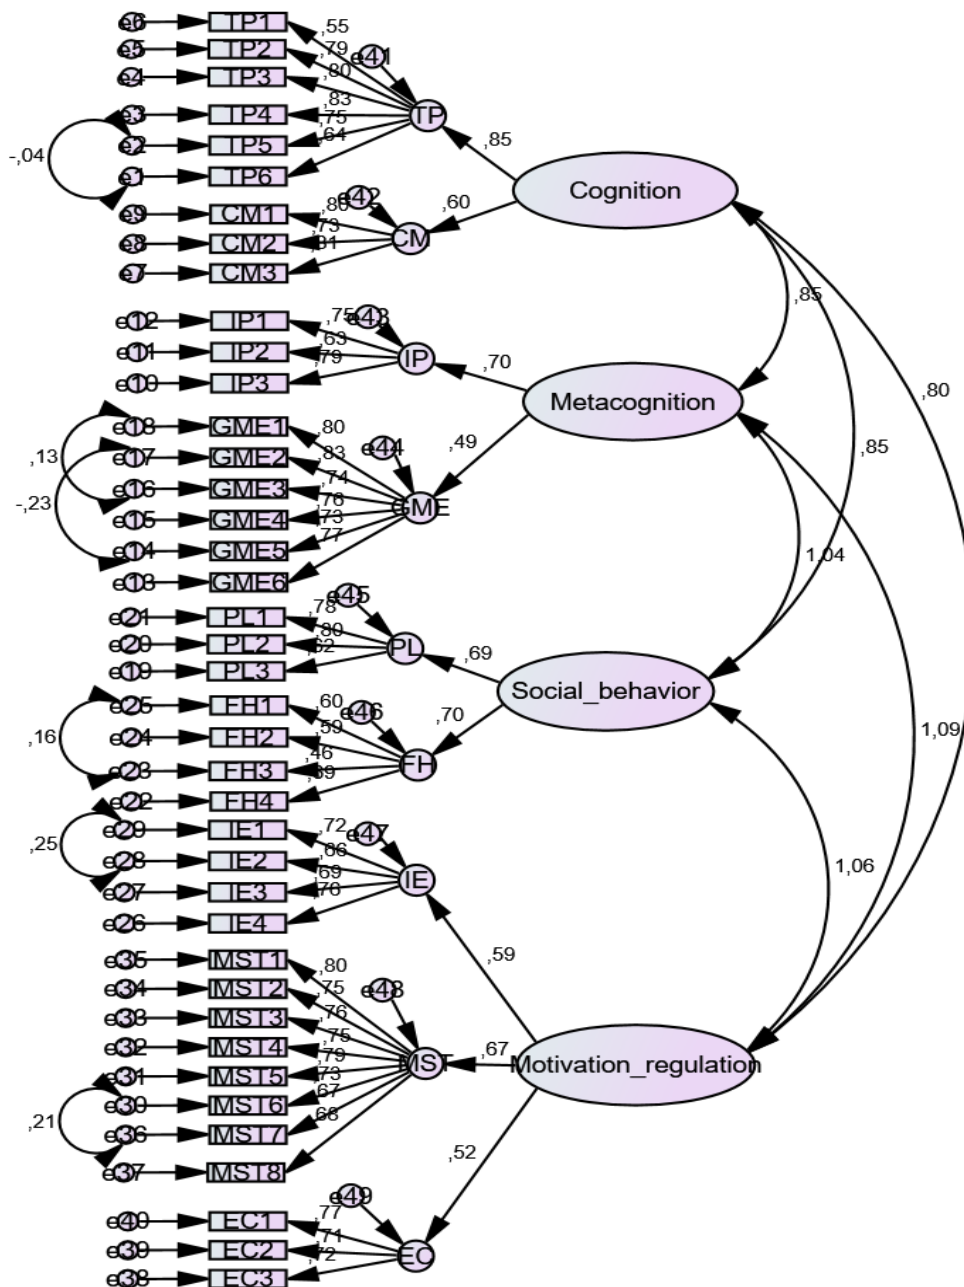 e6 TP1 ,55
e5 TP2 ,79 e41
e4 TP3 ,80
e3 TP4 ,83 TP
e2 TP5 ,75
-,04
e1 TP6 ,64
,85
Cognition
e9 CM1 ,80 e42 ,60
e8 CM2 ,73 CM
e7 CM3 ,81
,85
e12 IP1 ,75 e43
e11 IP2 ,63 IP ,70
e10 IP3 ,79
,80
Metacognition
e18 GME1 ,80
,49
,85
e17 GME2 ,83 e44
,13
e16 GME3 ,74
-,23
GME
e15 GME4 ,76
e14 GME5 ,73
1,04
e13 GME6 ,77
e21 PL1 ,78 e45
e20 PL2 ,80 PL
e19 PL3 ,62 ,69
Social_behavior
e25 FH1 ,60 e46 ,70
,16
1,09
e24 FH2 ,59
e23 FH3 ,46 FH
e22 FH4
e29 IE1 ,72 e47
,25
e28 IE2 ,66
1,06
e27 IE3 ,69 IE
e26 IE4 ,76
,59
e35 MST1 ,80
e34 MST2 ,75 e48
e33 MST3 ,76
e32 MST4 ,75
,67
MST
Motivation_regulation
e31 MST5 ,79
e30 MST6 ,73
,21
e36 MST7 ,67
e37 MST8 ,68
,52
e40 EC1 ,77 e49
e39 EC2 ,71 EC
e38 EC3 ,72